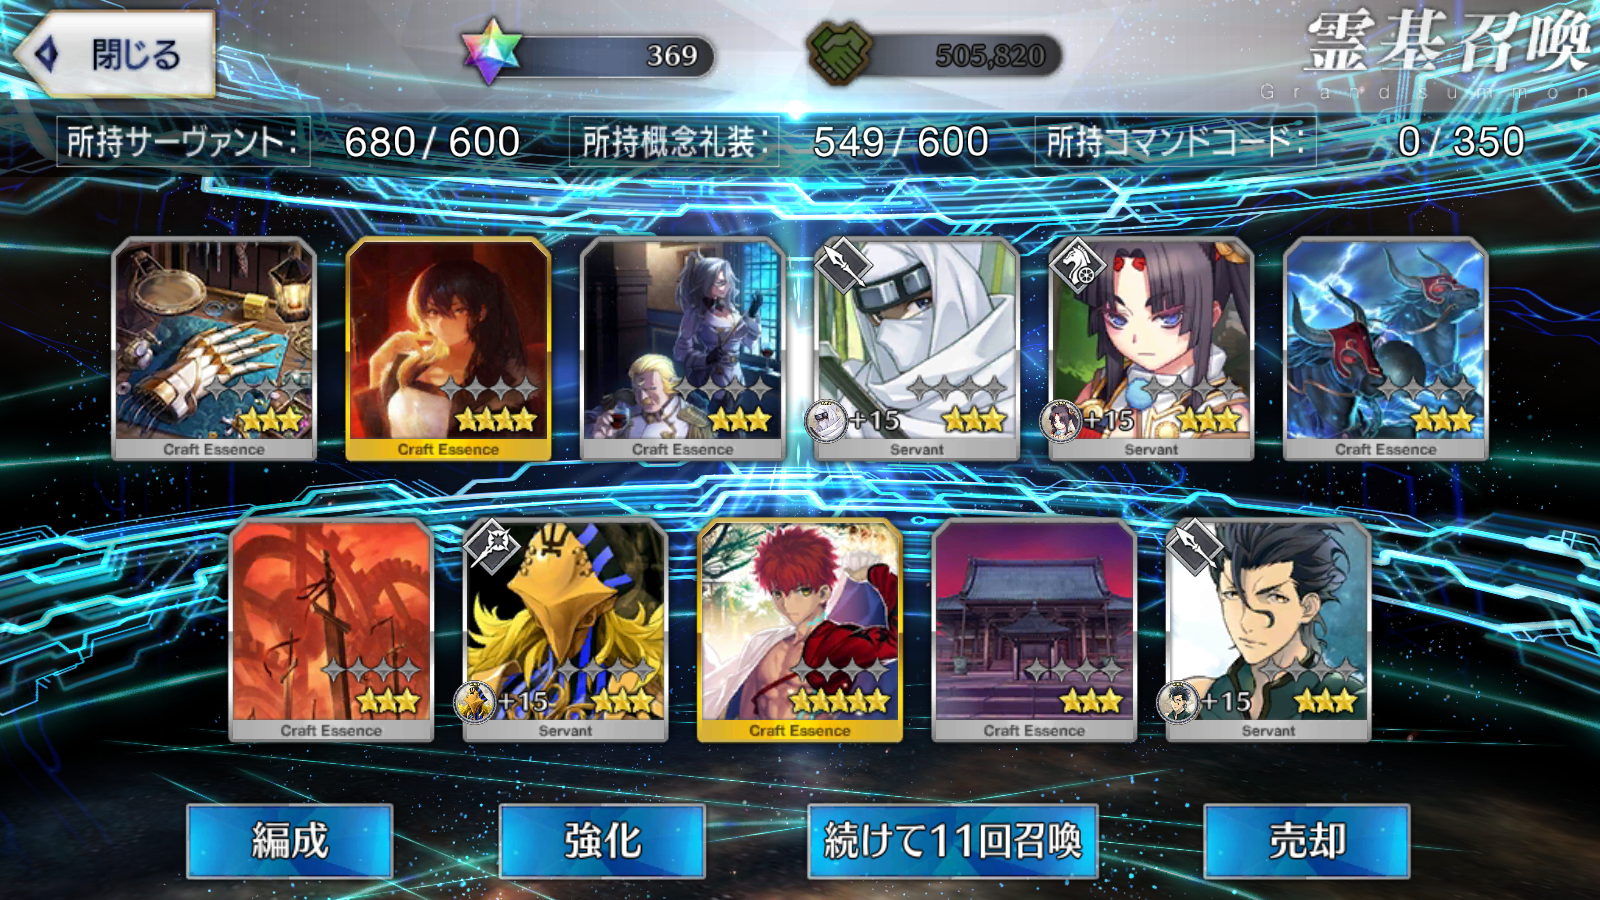 閉じる
369
505,820
霊基召喚
Grand summon
所持サーヴァント: 680 / 600
所持概念礼装: 549 / 600
所持コマンドコード: 0 / 350
+15
+15
Craft Essence
Craft Essence
Craft Essence
Servant
Servant
Craft Essence
+15
+15
Craft Essence
Servant
Craft Essence
Craft Essence
Servant
編成
強化
続けて11回召喚
売却